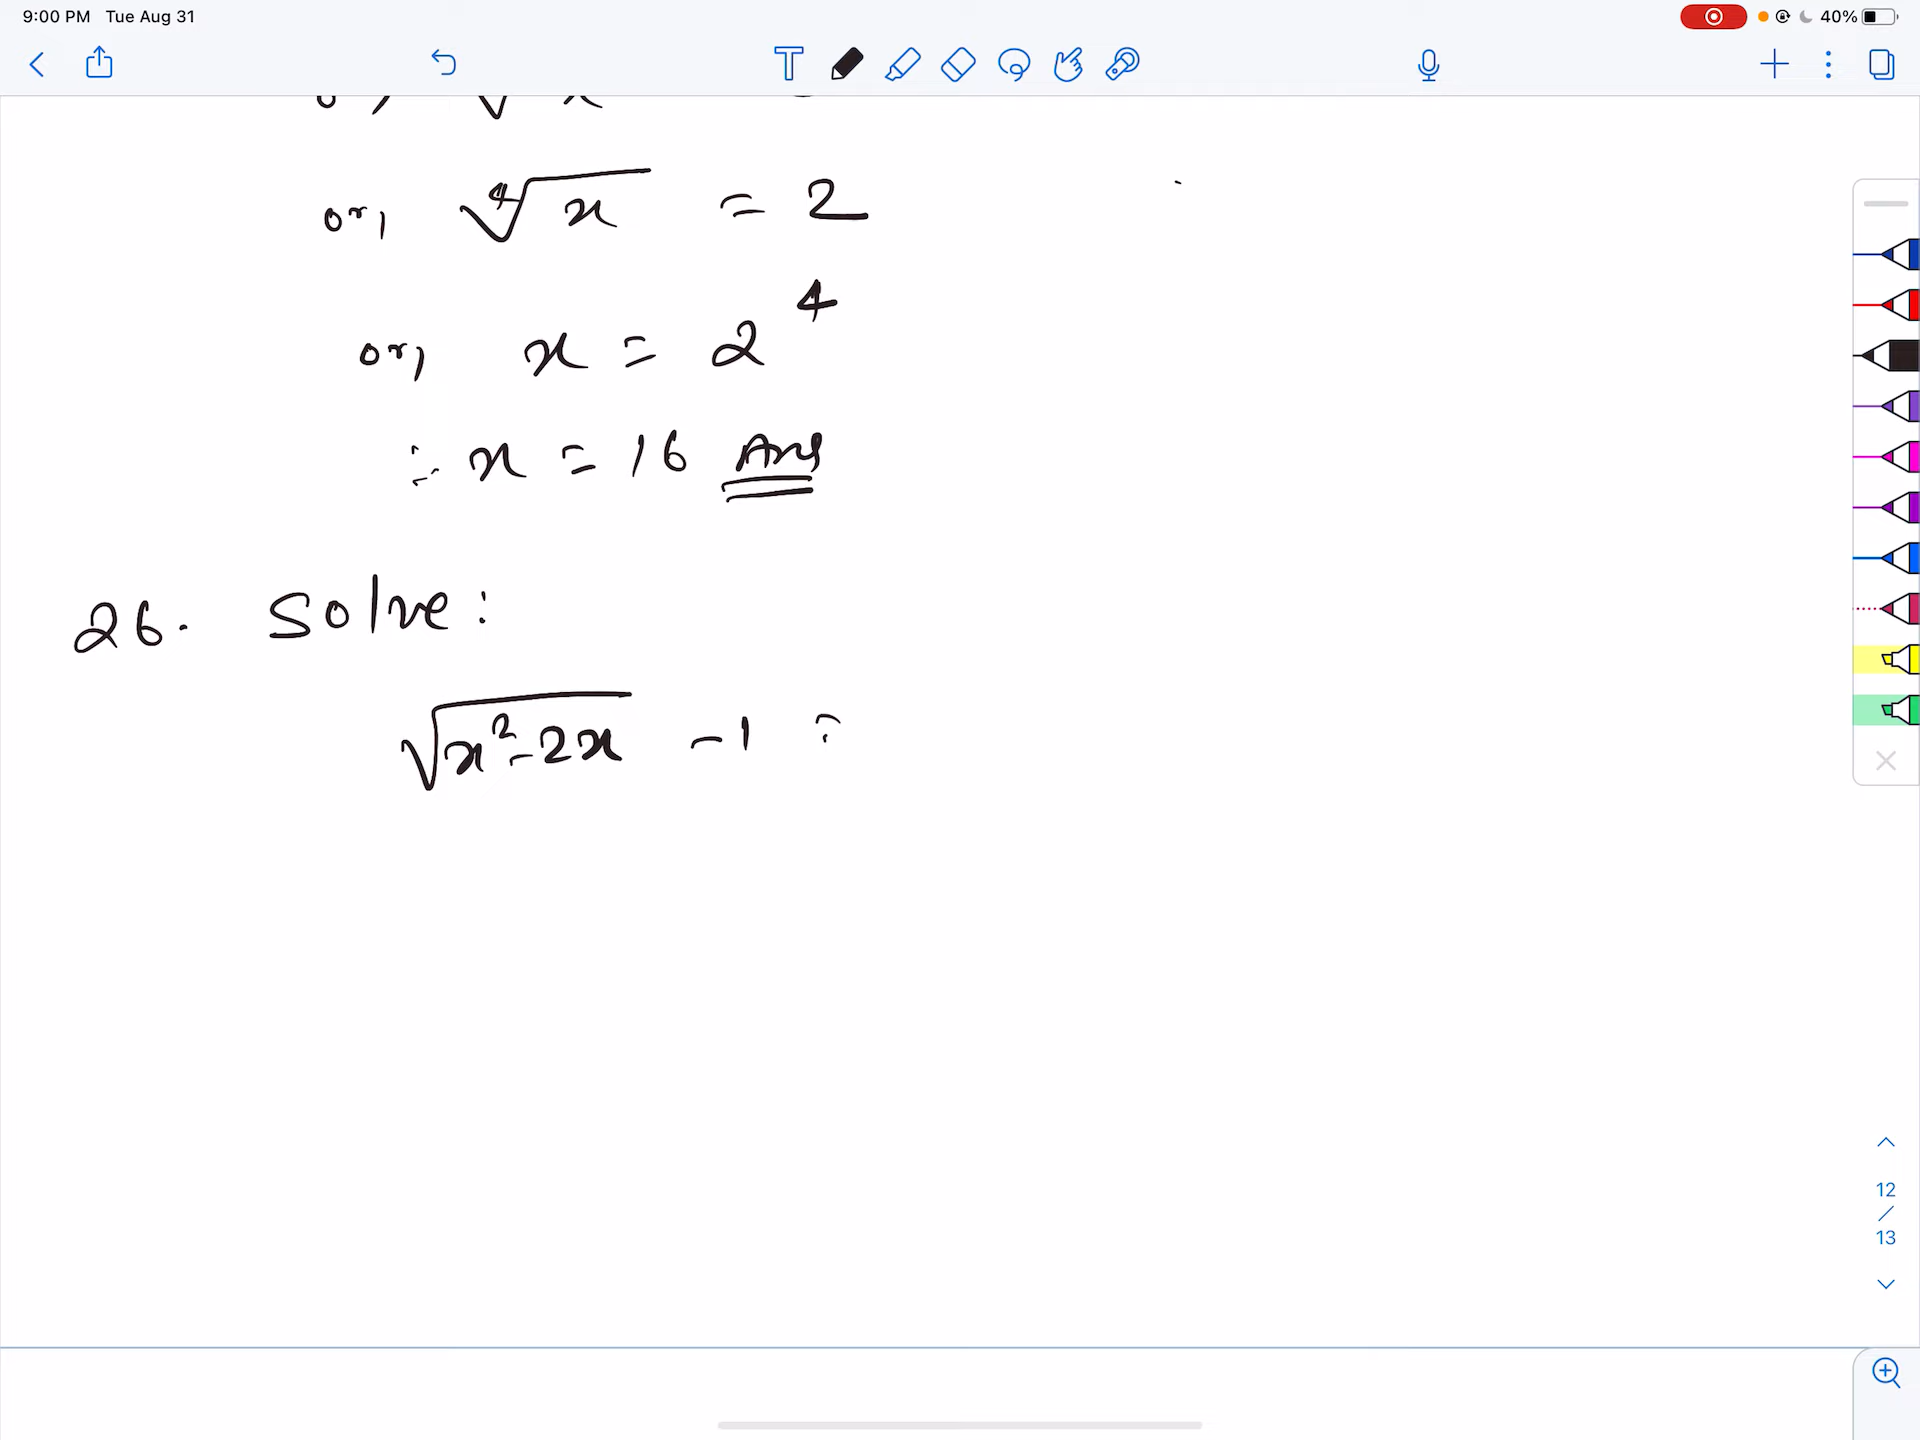 9:00 PM Tue Aug 31
40%
or, ∜x = 2
or, x = 2⁴
∴ x = 16 Ans
26. Solve:
√(x²-2x) -1 =
12
/
13